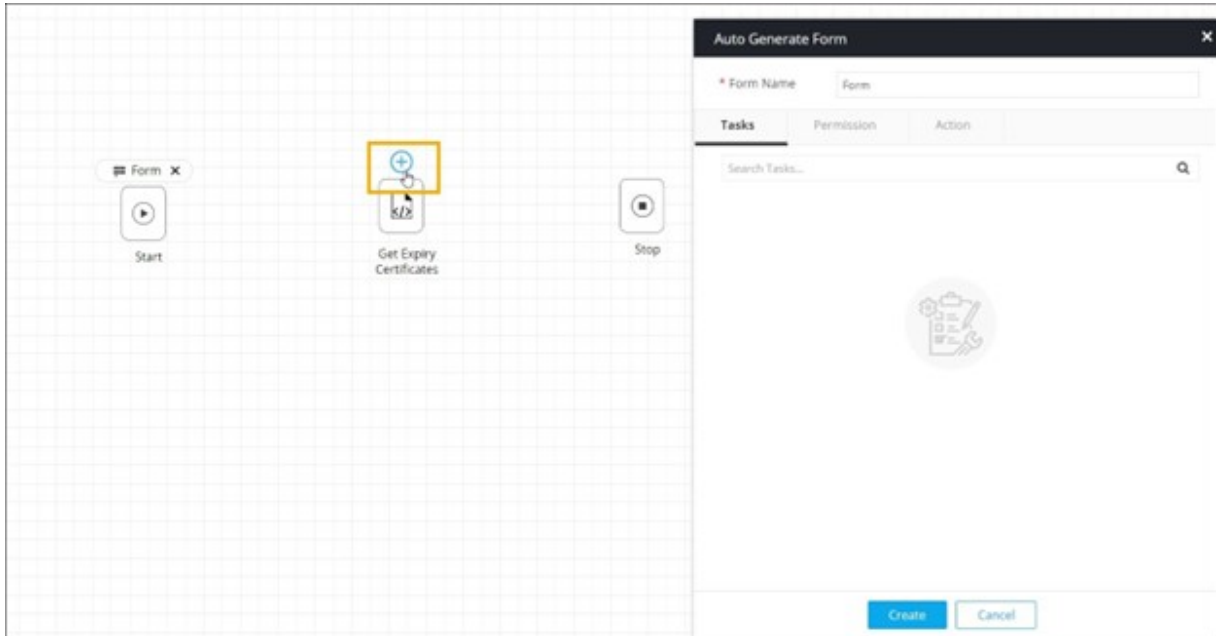 Auto Generate Form
* Form Name
Form
Tasks
Permission
Action
Search Tasks...
Form
Start
</>
Get Expiry
Certificates
Stop
Create
Cancel